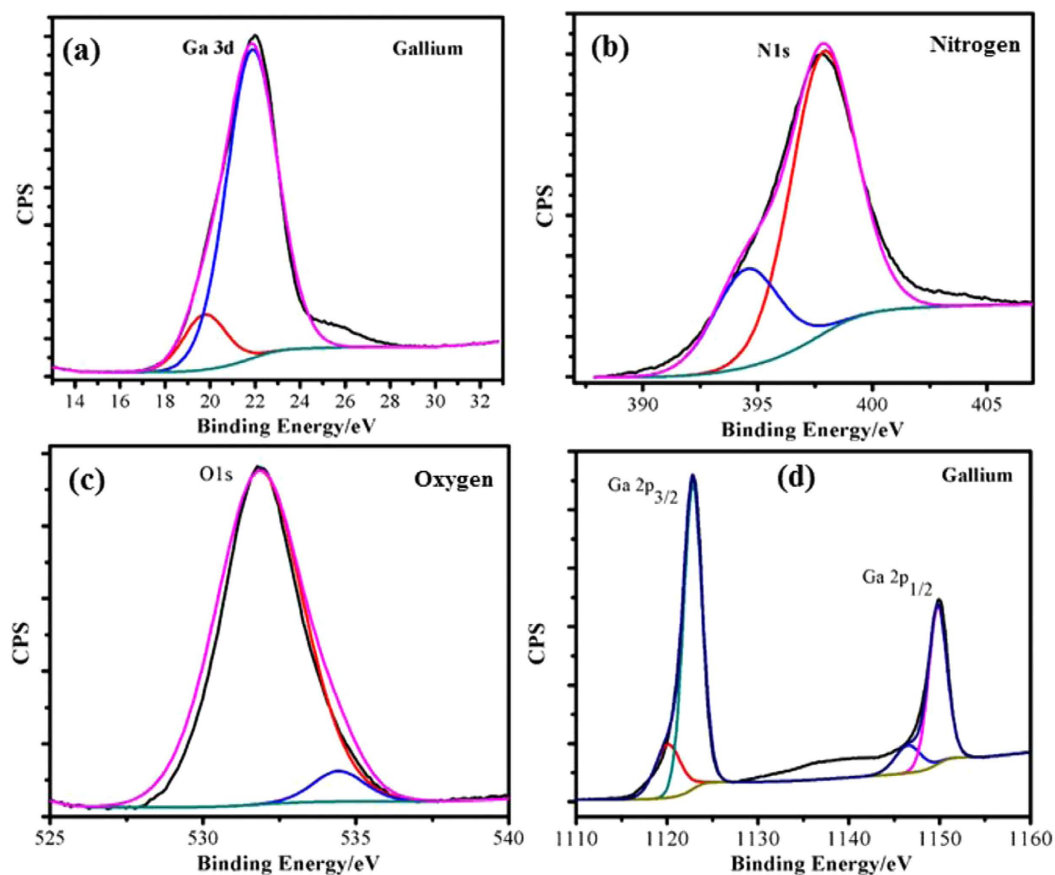 (a)
Ga 3d
Gallium
CPS
14 16 18 20 22 24 26 28 30 32
Binding Energy/eV
(b)
N1s
Nitrogen
CPS
390 395 400 405
Binding Energy/eV
(c)
O1s
Oxygen
CPS
525 530 535 540
Binding Energy/eV
(d)
Gallium
Ga 2p3/2
Ga 2p1/2
CPS
1110 1120 1130 1140 1150 1160
Binding Energy/eV